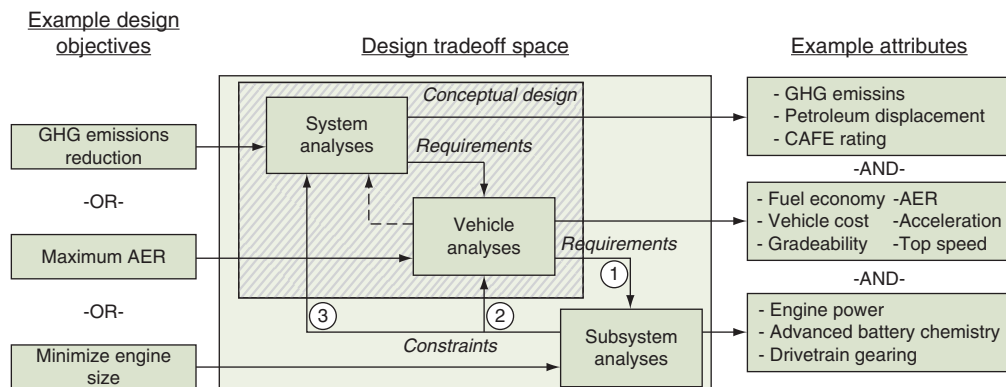 Example design
objectives
Design tradeoff space
Example attributes
GHG emissions
reduction
-OR-
Maximum AER
-OR-
Minimize engine
size
Conceptual design
System
analyses
Requirements
Vehicle
analyses
Requirements
1
3
2
Constraints
Subsystem
analyses
- GHG emissins
- Petroleum displacement
- CAFE rating
-AND-
- Fuel economy -AER
- Vehicle cost -Acceleration
- Gradeability -Top speed
-AND-
- Engine power
- Advanced battery chemistry
- Drivetrain gearing